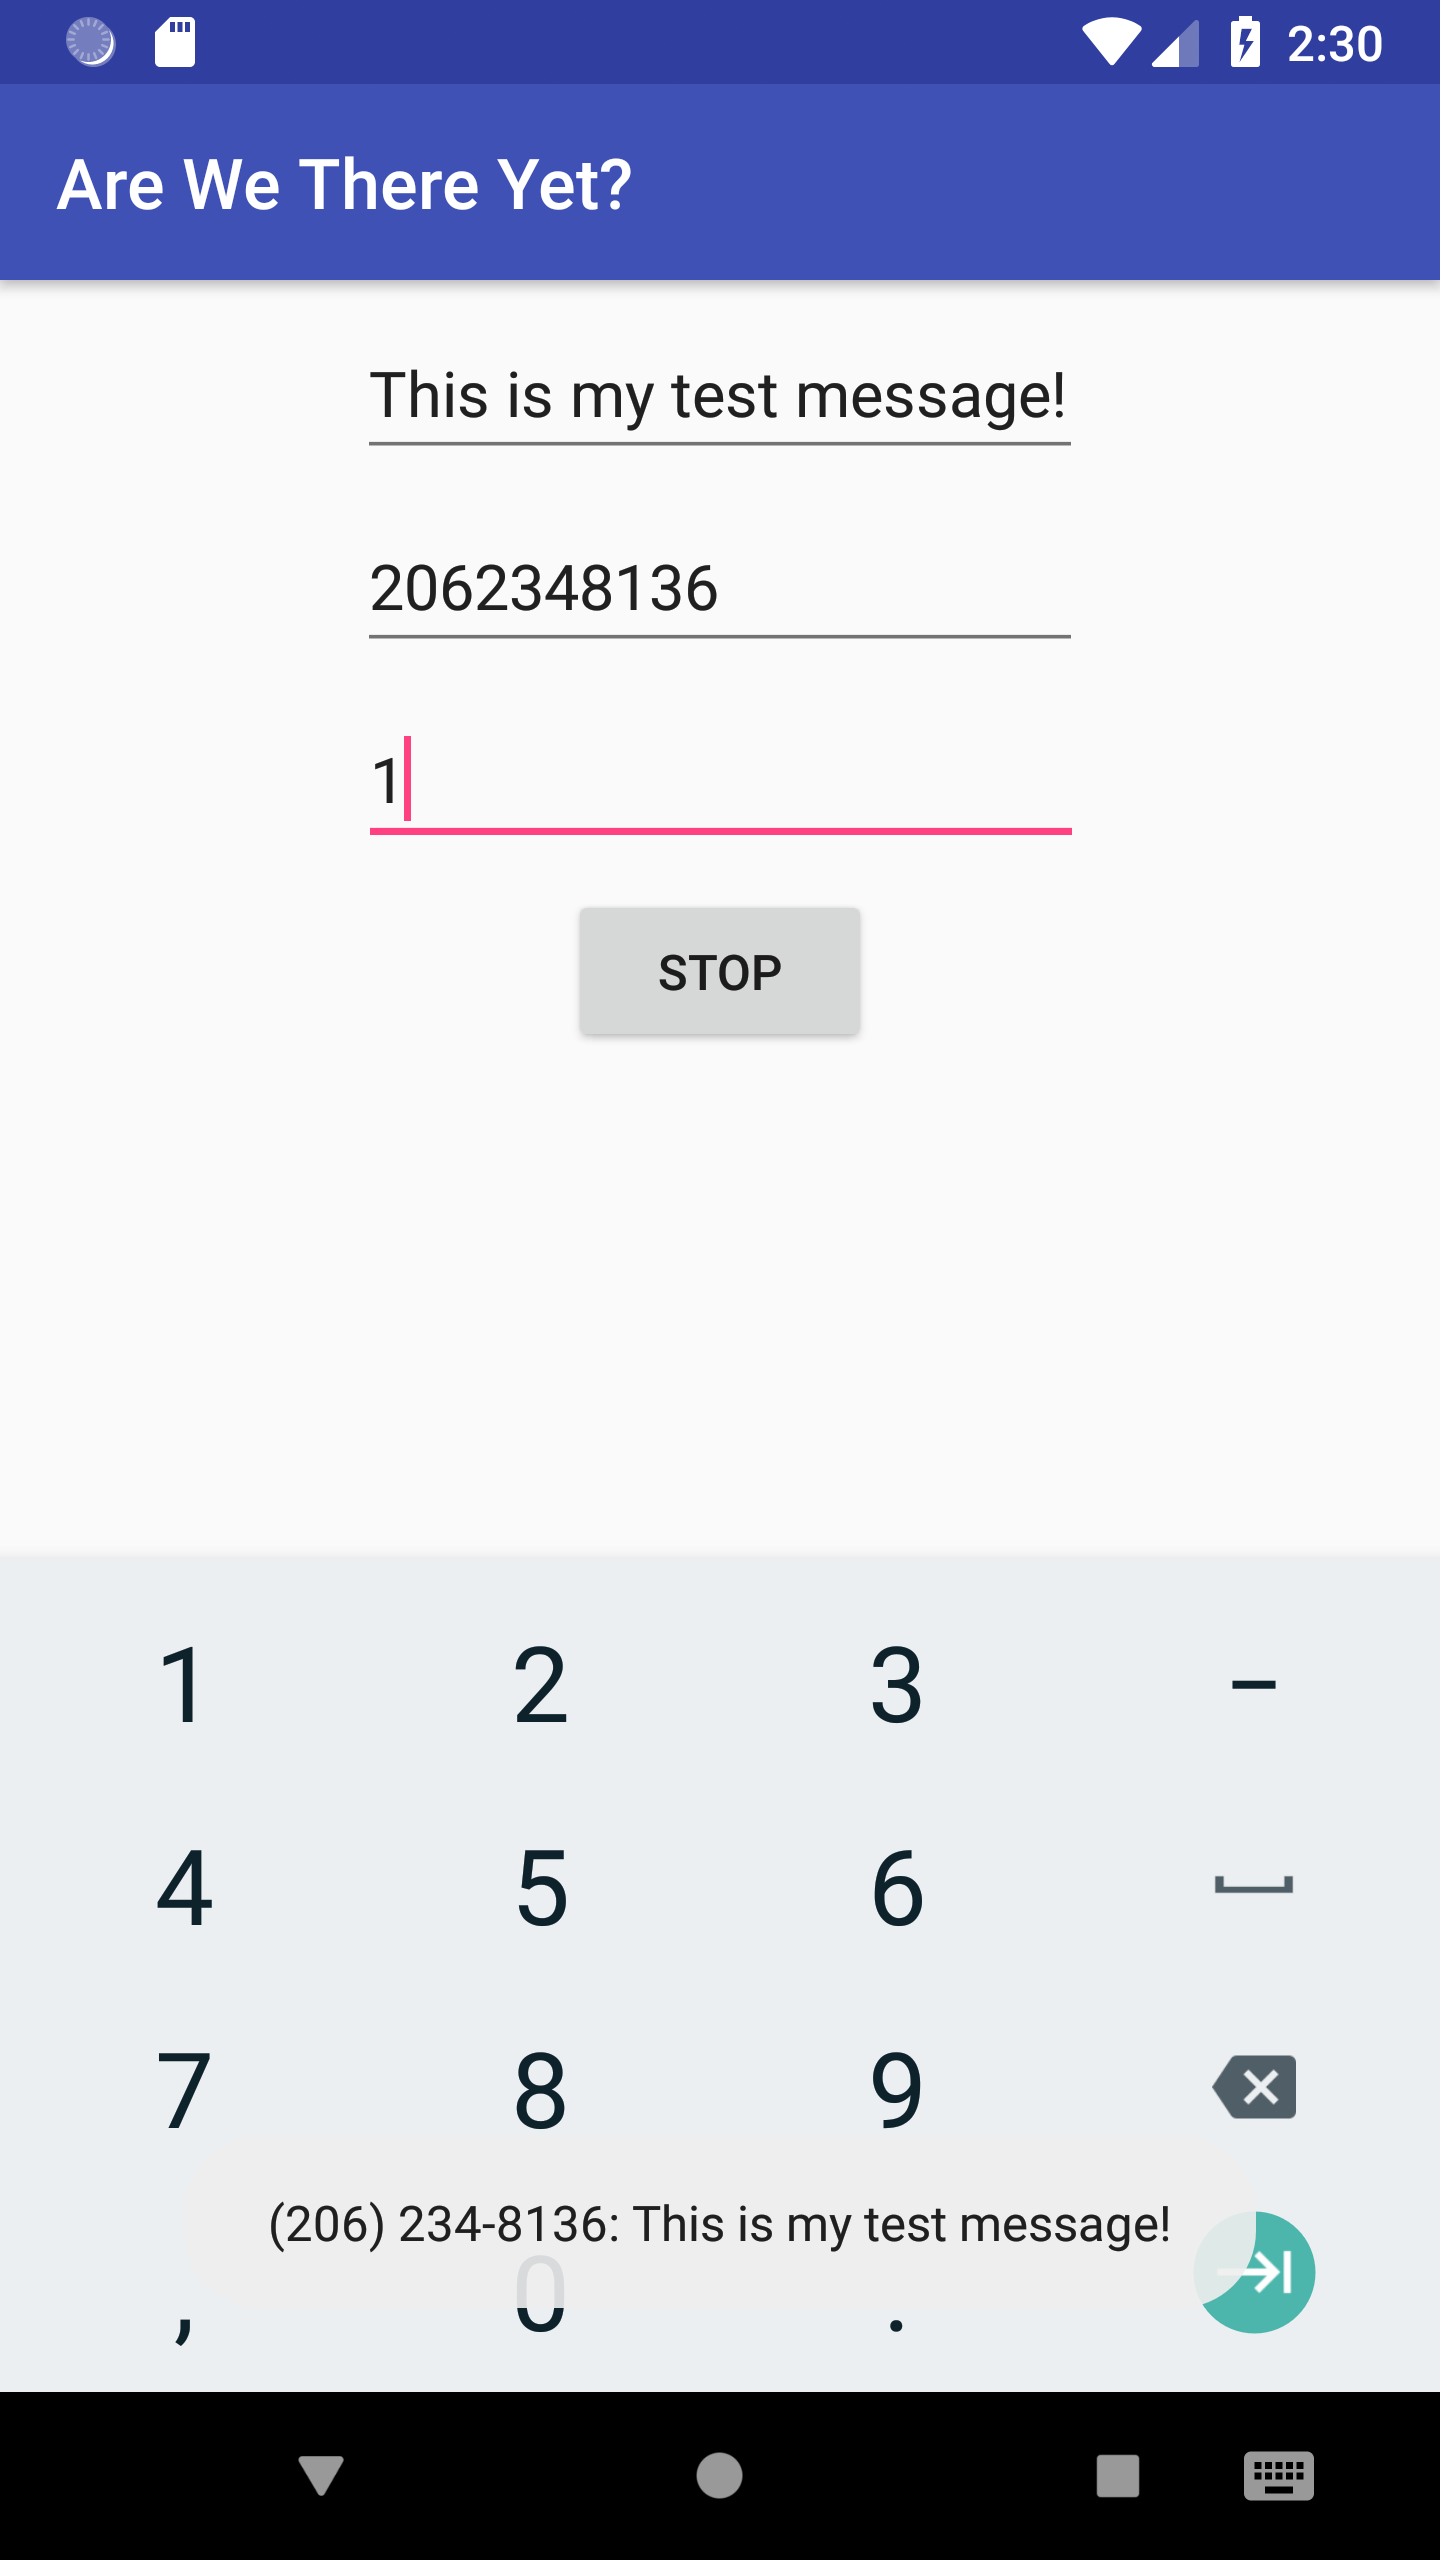 2:30
Are We There Yet?
This is my test message!
2062348136
1
STOP
1 2 3 –
4 5 6
7 8 9
(206) 234-8136: This is my test message!
, 0 .